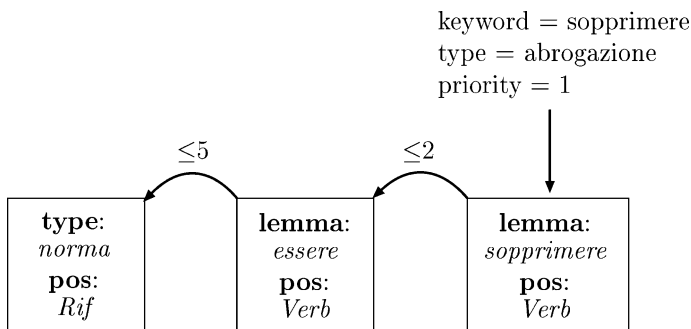 keyword = sopprimere
type = abrogazione
priority = 1
≤5
≤2
type:
norma
pos:
Rif
lemma:
essere
pos:
Verb
lemma:
sopprimere
pos:
Verb